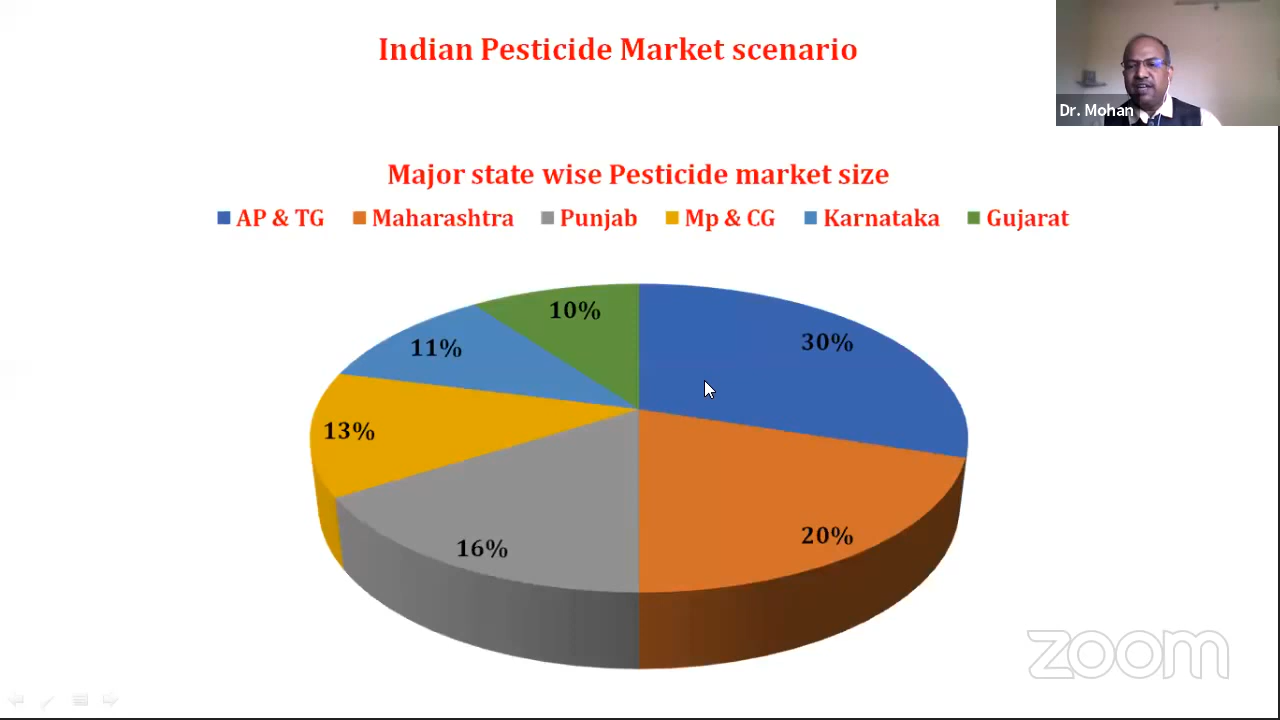 Indian Pesticide Market scenario
Dr. Mohan
Major state wise Pesticide market size
AP & TG Maharashtra Punjab Mp & CG Karnataka Gujarat
10%
30%
11%
13%
20%
16%
zoom